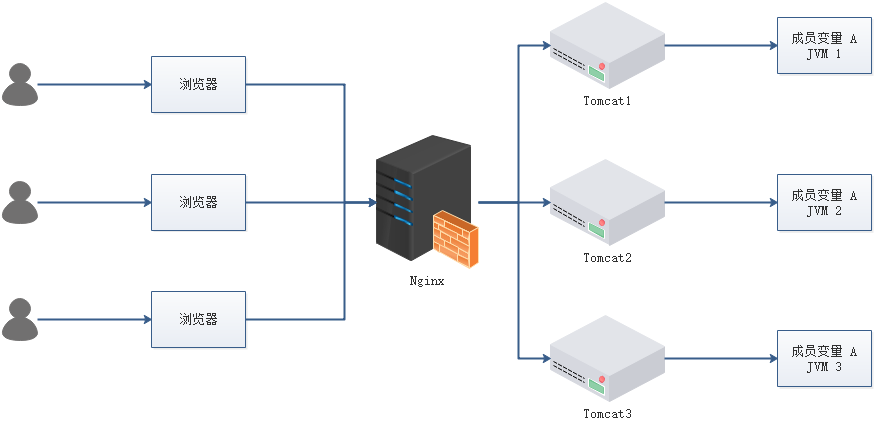 浏览器
浏览器
浏览器
Nginx
Tomcat1
Tomcat2
Tomcat3
成员变量 A
JVM 1
成员变量 A
JVM 2
成员变量 A
JVM 3